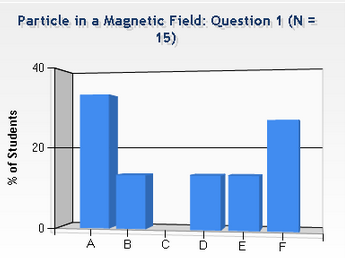 Particle in a Magnetic Field: Question 1 (N =
15)
% of Students
40
20
0
A B C D E F